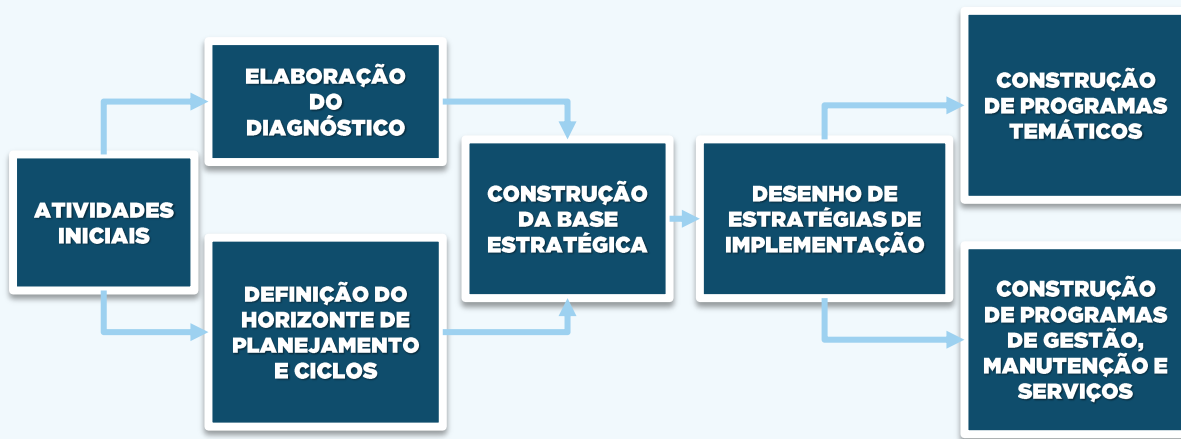 ATIVIDADES
INICIAIS
ELABORAÇÃO
DO
DIAGNÓSTICO
DEFINIÇÃO DO
HORIZONTE DE
PLANEJAMENTO
E CICLOS
CONSTRUÇÃO
DA BASE
ESTRATÉGICA
DESENHO DE
ESTRATÉGIAS DE
IMPLEMENTAÇÃO
CONSTRUÇÃO
DE PROGRAMAS
TEMÁTICOS
CONSTRUÇÃO
DE PROGRAMAS
DE GESTÃO,
MANUTENÇÃO E
SERVIÇOS